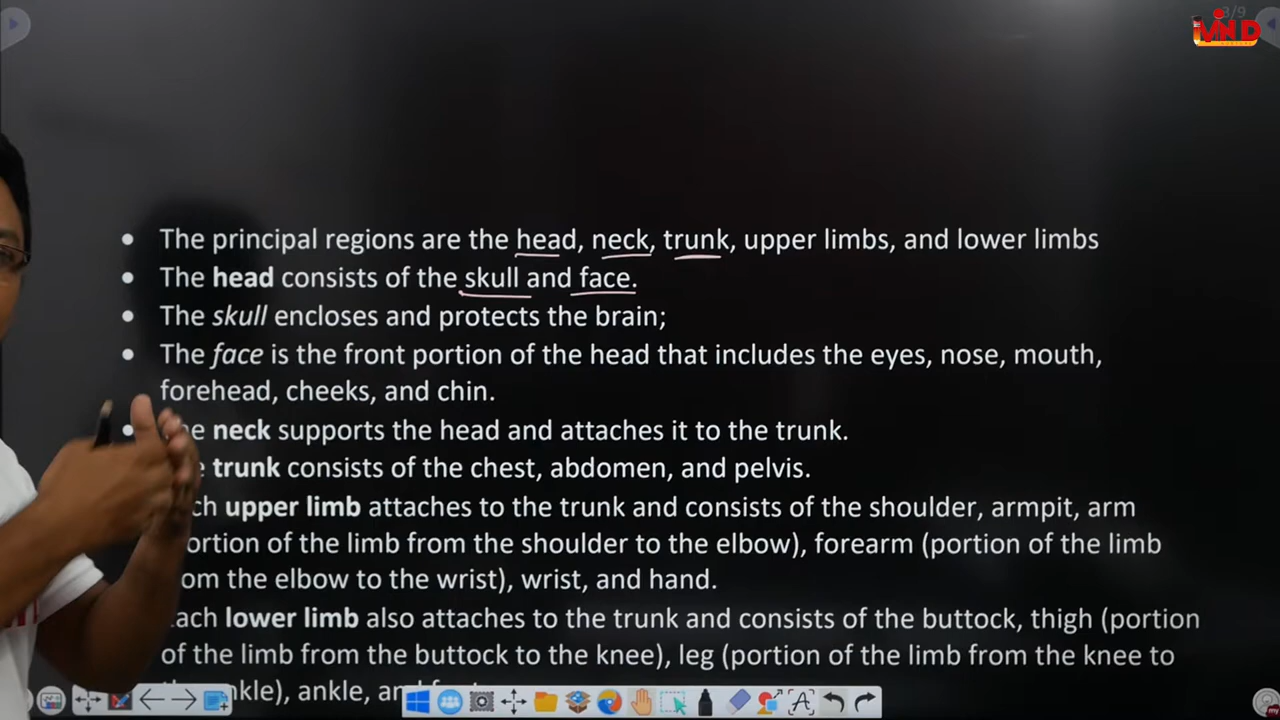 3/9
MIND
The principal regions are the head, neck, trunk, upper limbs, and lower limbs
The head consists of the skull and face.
The skull encloses and protects the brain;
The face is the front portion of the head that includes the eyes, nose, mouth,
forehead, cheeks, and chin.
neck supports the head and attaches it to the trunk.
trunk consists of the chest, abdomen, and pelvis.
upper limb attaches to the trunk and consists of the shoulder, armpit, arm
portion of the limb from the shoulder to the elbow), forearm (portion of the limb
from the elbow to the wrist), wrist, and hand.
Each lower limb also attaches to the trunk and consists of the buttock, thigh (portion
of the limb from the buttock to the knee), leg (portion of the limb from the knee to
ankle), ankle,